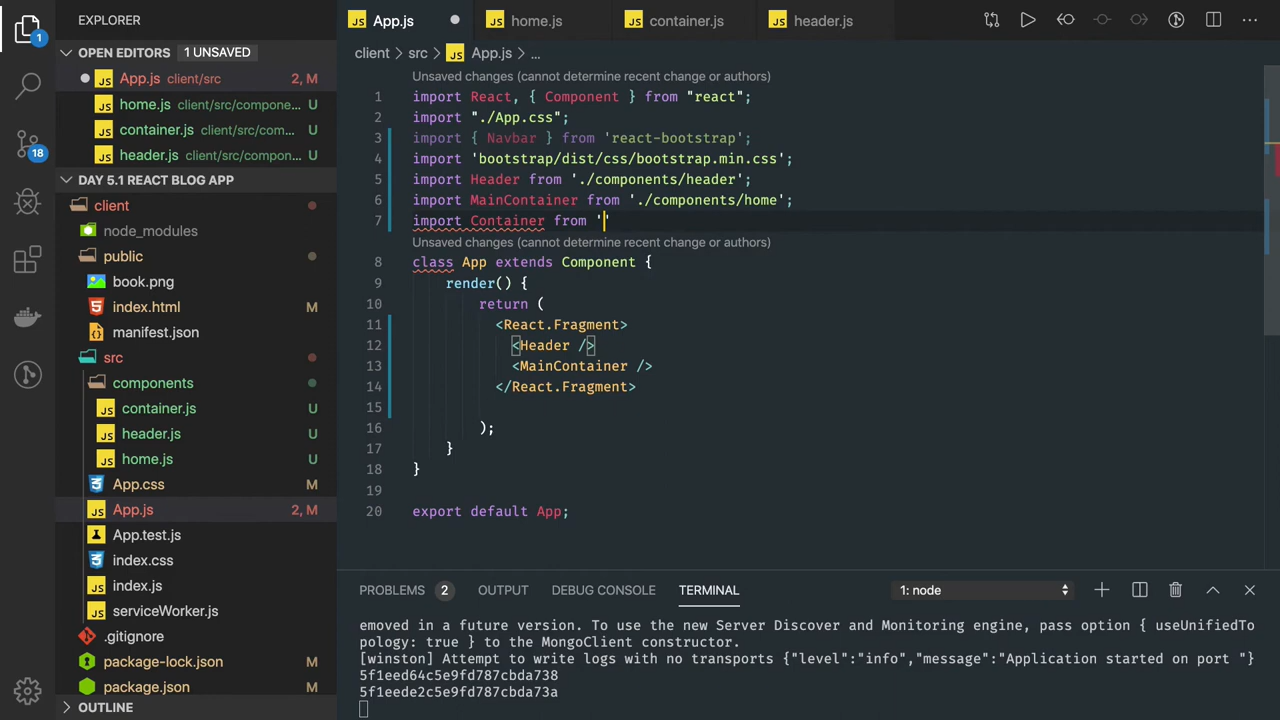 EXPLORER
OPEN EDITORS 1 UNSAVED
App.js client/src 2, M
home.js client/src/compone... U
container.js client/src/com... U
header.js client/src/compon... U
DAY 5.1 REACT BLOG APP
client
node_modules
public
book.png
index.html M
manifest.json
src
components
container.js U
header.js U
home.js U
App.css M
App.js 2, M
App.test.js
index.css
index.js
serviceWorker.js
.gitignore
package-lock.json M
package.json M
OUTLINE
1
18
App.js
home.js
container.js
header.js
client > src > App.js > ...
Unsaved changes (cannot determine recent change or authors)
1 import React, { Component } from "react";
2 import "./App.css";
3 import { Navbar } from 'react-bootstrap';
4 import 'bootstrap/dist/css/bootstrap.min.css';
5 import Header from './components/header';
6 import MainContainer from './components/home';
7 import Container from ''
Unsaved changes (cannot determine recent change or authors)
8 class App extends Component {
9 render() {
10 return (
11 <React.Fragment>
12 <Header />
13 <MainContainer />
14 </React.Fragment>
15
16 );
17 }
18 }
19
20 export default App;
PROBLEMS 2 OUTPUT DEBUG CONSOLE TERMINAL 1: node
emoved in a future version. To use the new Server Discover and Monitoring engine, pass option { useUnifiedTo
pology: true } to the MongoClient constructor.
[winston] Attempt to write logs with no transports {"level":"info","message":"Application started on port "}
5f1eed64c5e9fd787cbda738
5f1eede2c5e9fd787cbda73a